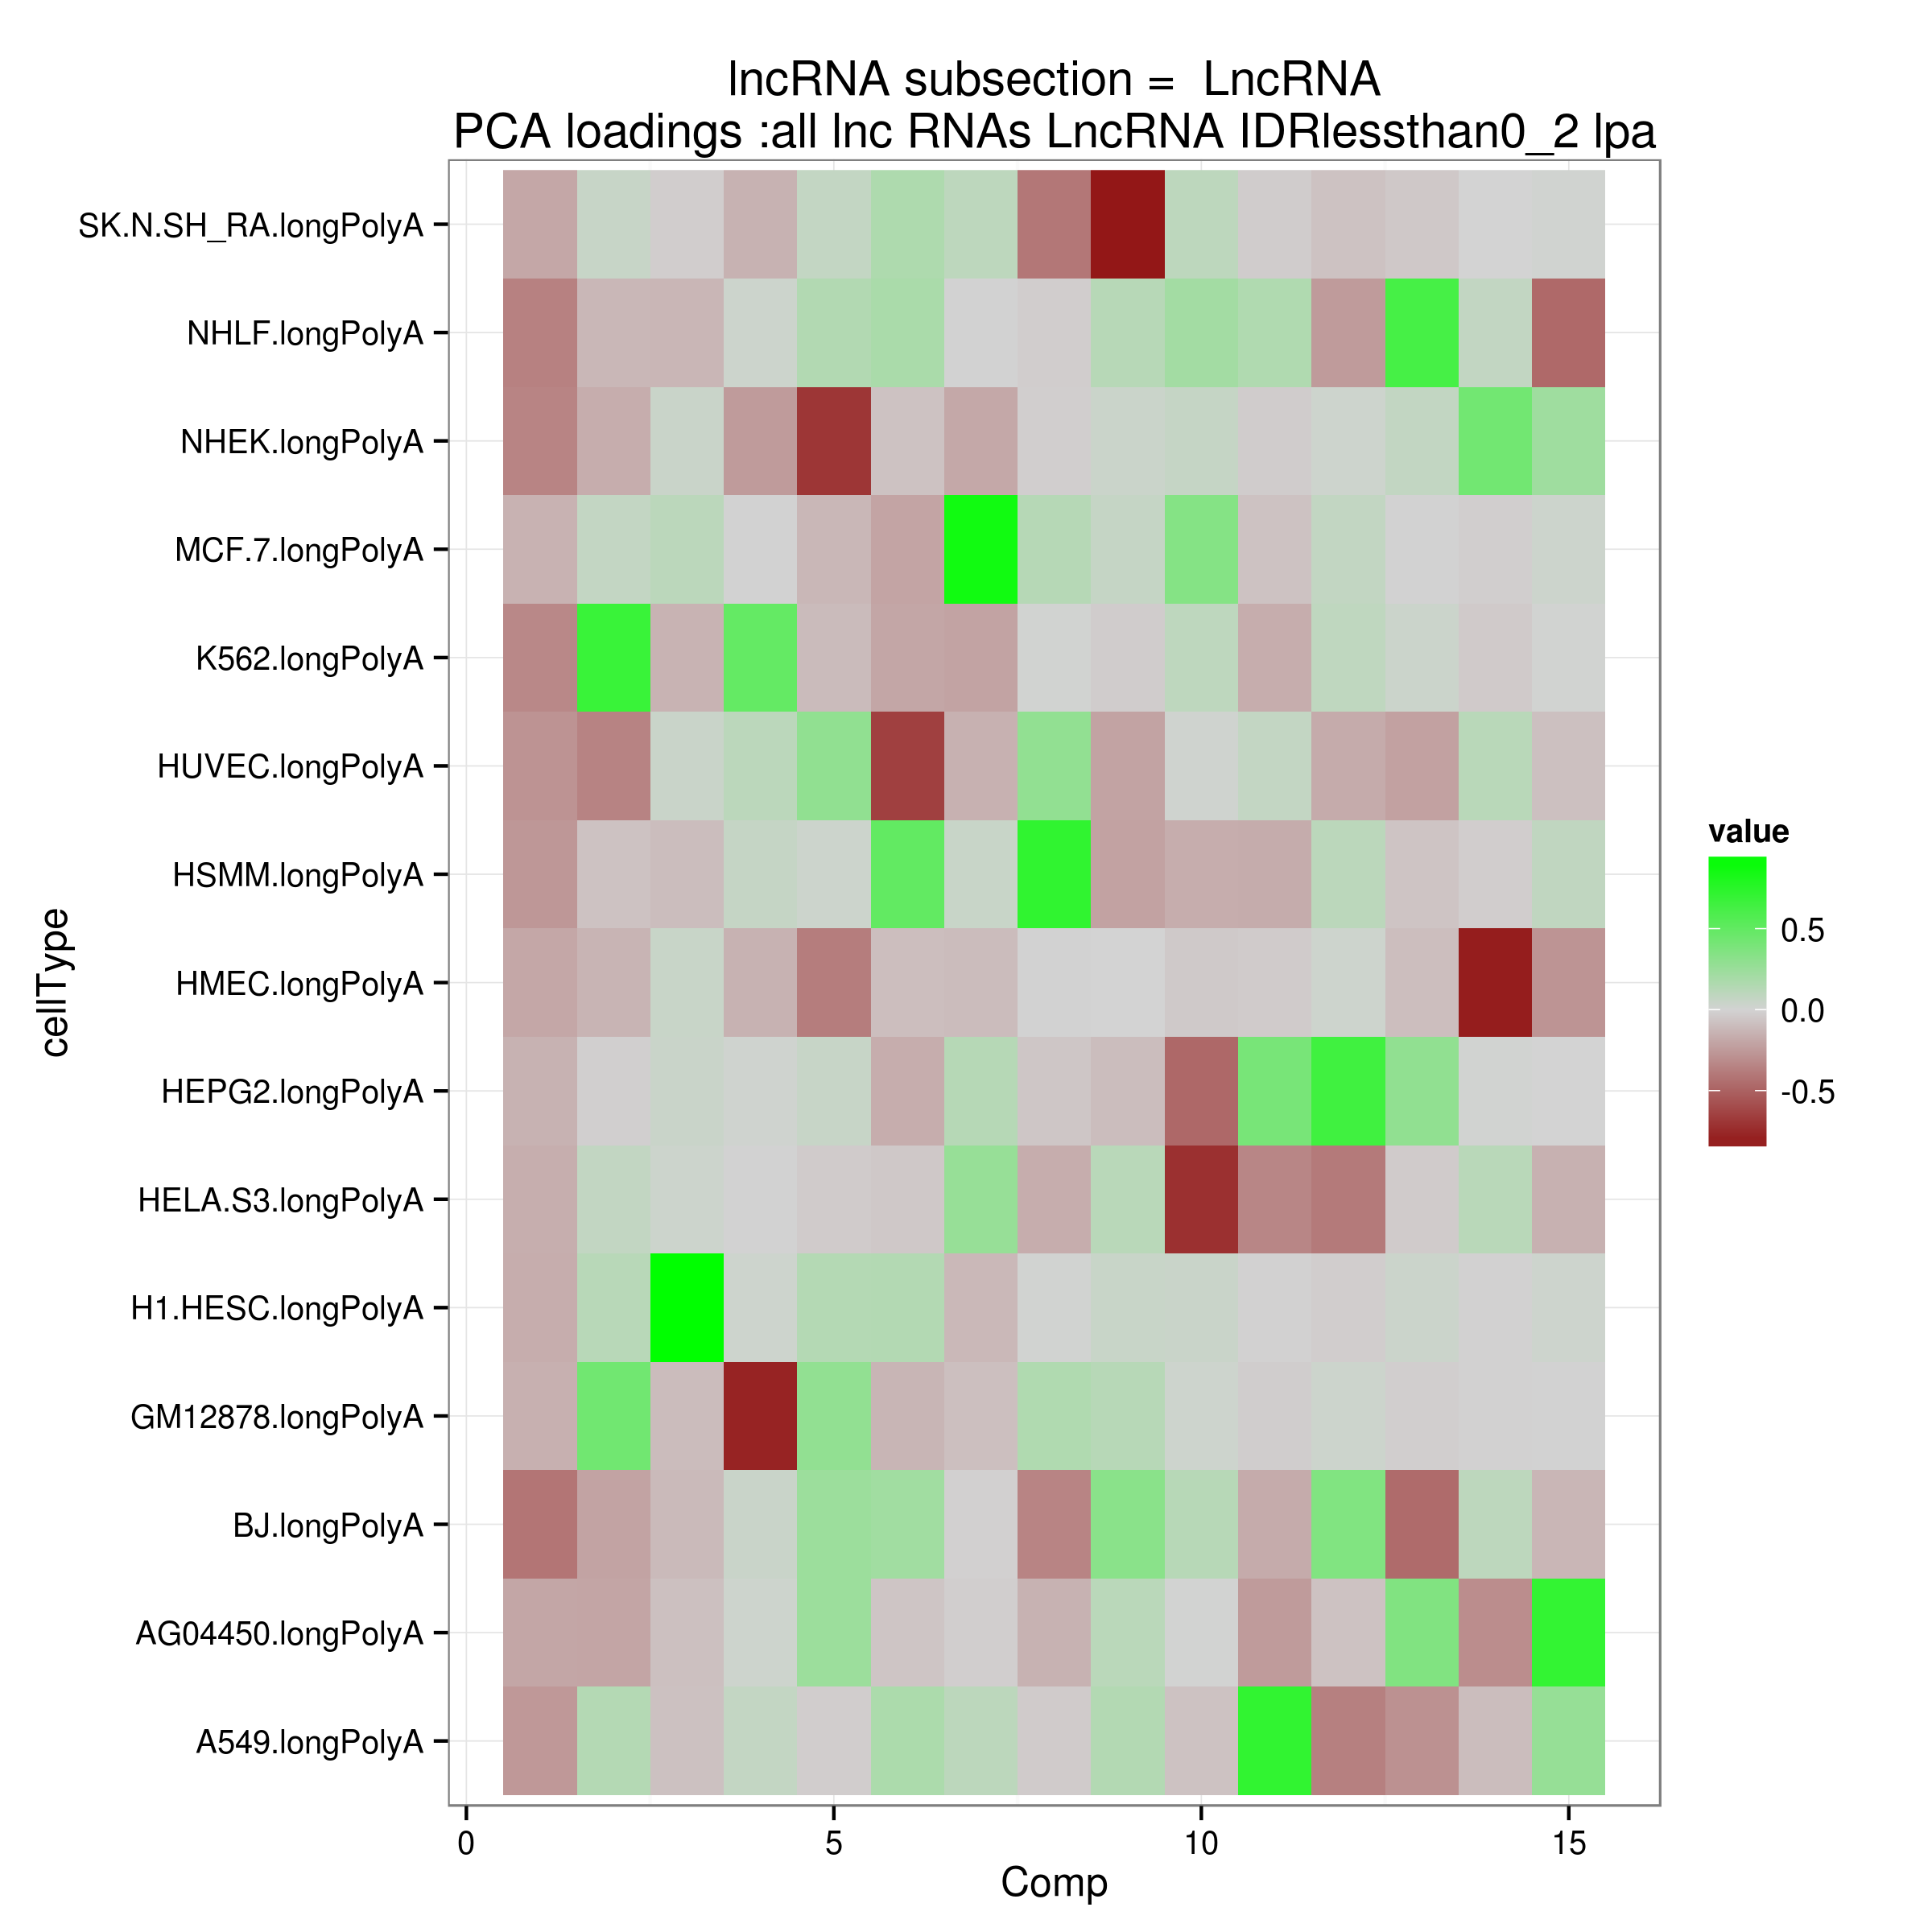 lncRNA subsection =  LncRNA
PCA loadings :all lnc RNAs LncRNA IDRlessthan0_2 lpa
SK.N.SH_RA.longPolyA
NHLF.longPolyA
NHEK.longPolyA
MCF.7.longPolyA
K562.longPolyA
HUVEC.longPolyA
HSMM.longPolyA
HMEC.longPolyA
HEPG2.longPolyA
HELA.S3.longPolyA
H1.HESC.longPolyA
GM12878.longPolyA
BJ.longPolyA
AG04450.longPolyA
A549.longPolyA
cellType
0 5 10 15
Comp
value
0.5
0.0
-0.5